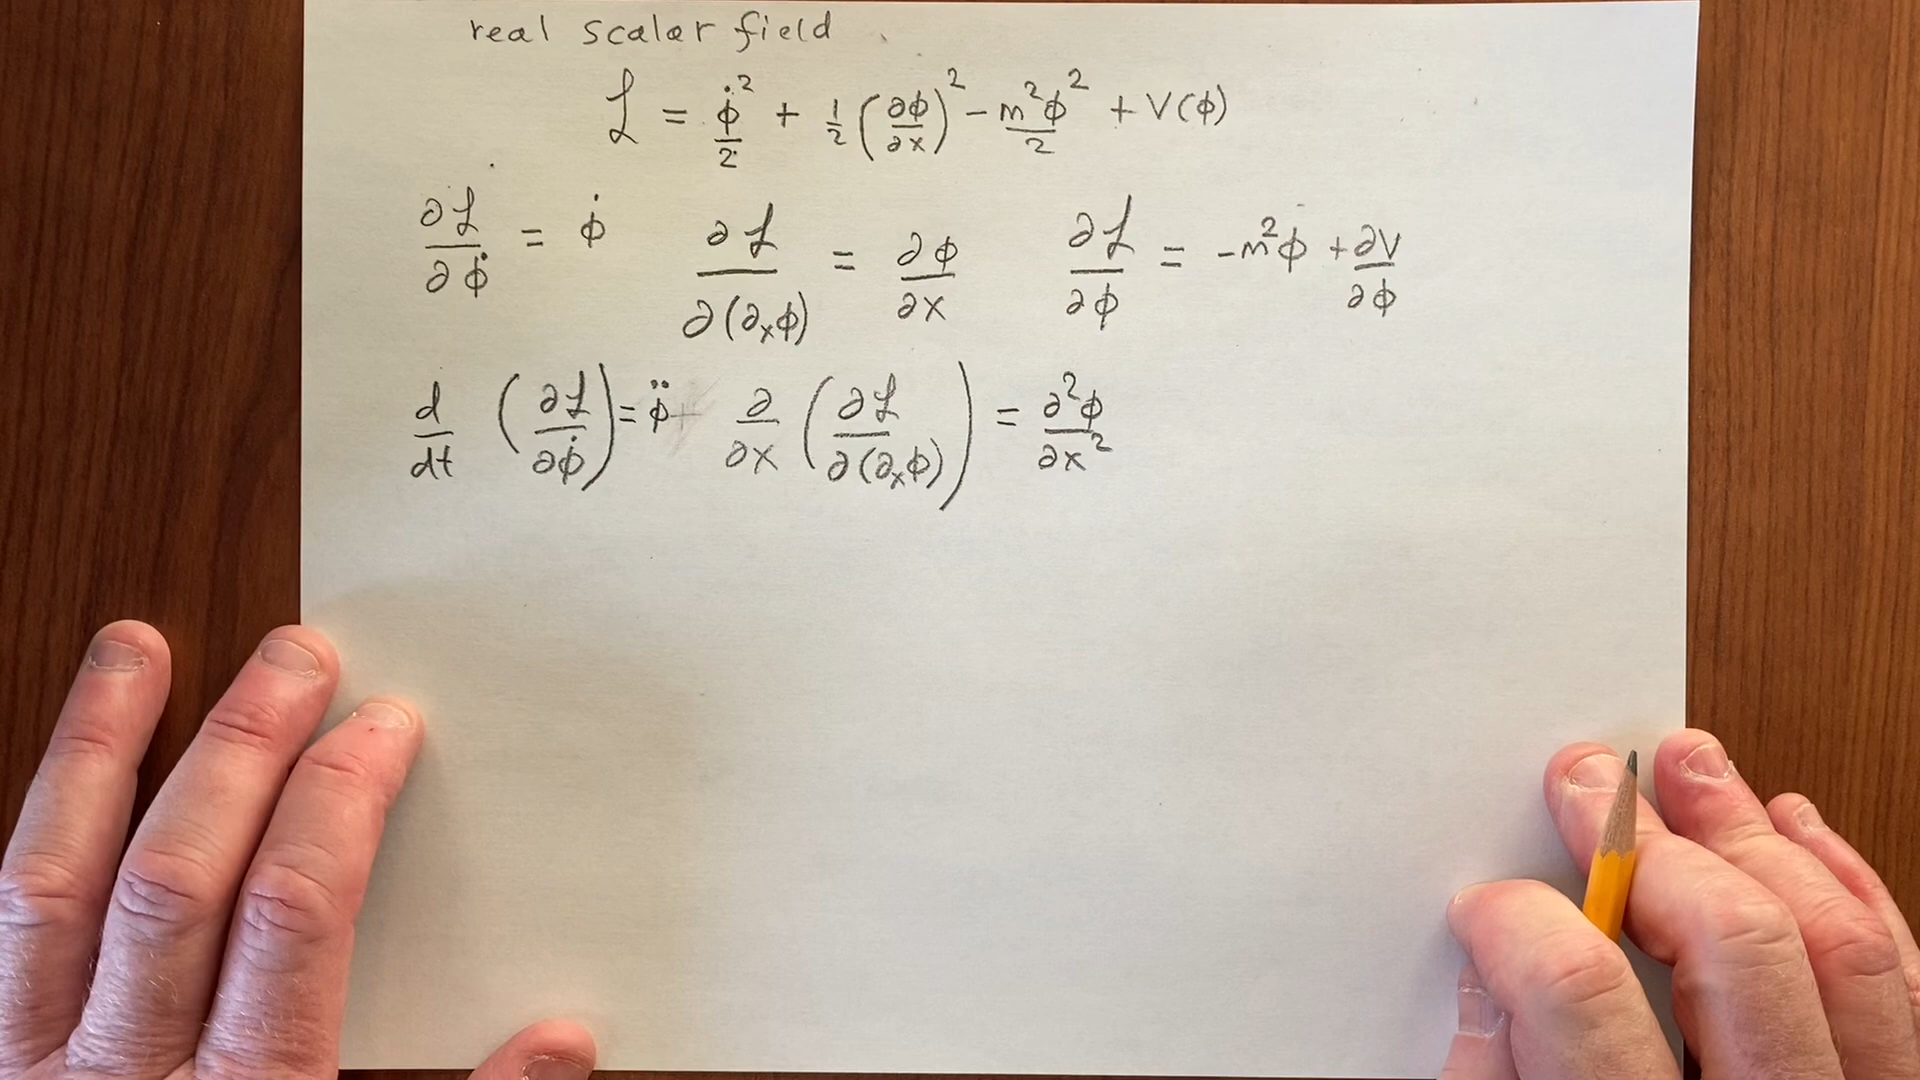 real scalar field
ℒ = φ̇²/2 + 1/2 (∂φ/∂x)² - m²φ²/2 + V(φ)
∂ℒ/∂φ̇ = φ̇   ∂ℒ/∂(∂ₓφ) = ∂φ/∂x   ∂ℒ/∂φ = -m²φ + ∂V/∂φ
d/dt (∂ℒ/∂φ̇) = φ̈   ∂/∂x (∂ℒ/∂(∂ₓφ)) = ∂²φ/∂x²